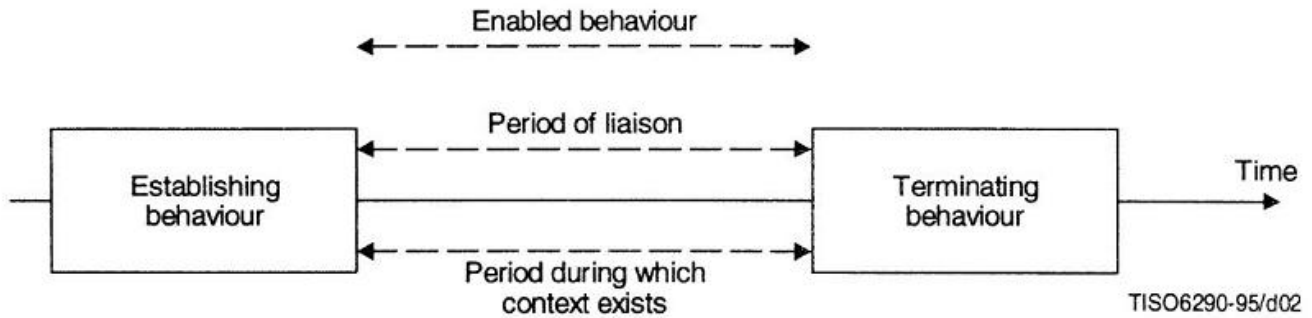 Enabled behaviour
Period of liaison
Establishing
behaviour
Terminating
behaviour
Time
Period during which
context exists
TISO6290-95/d02